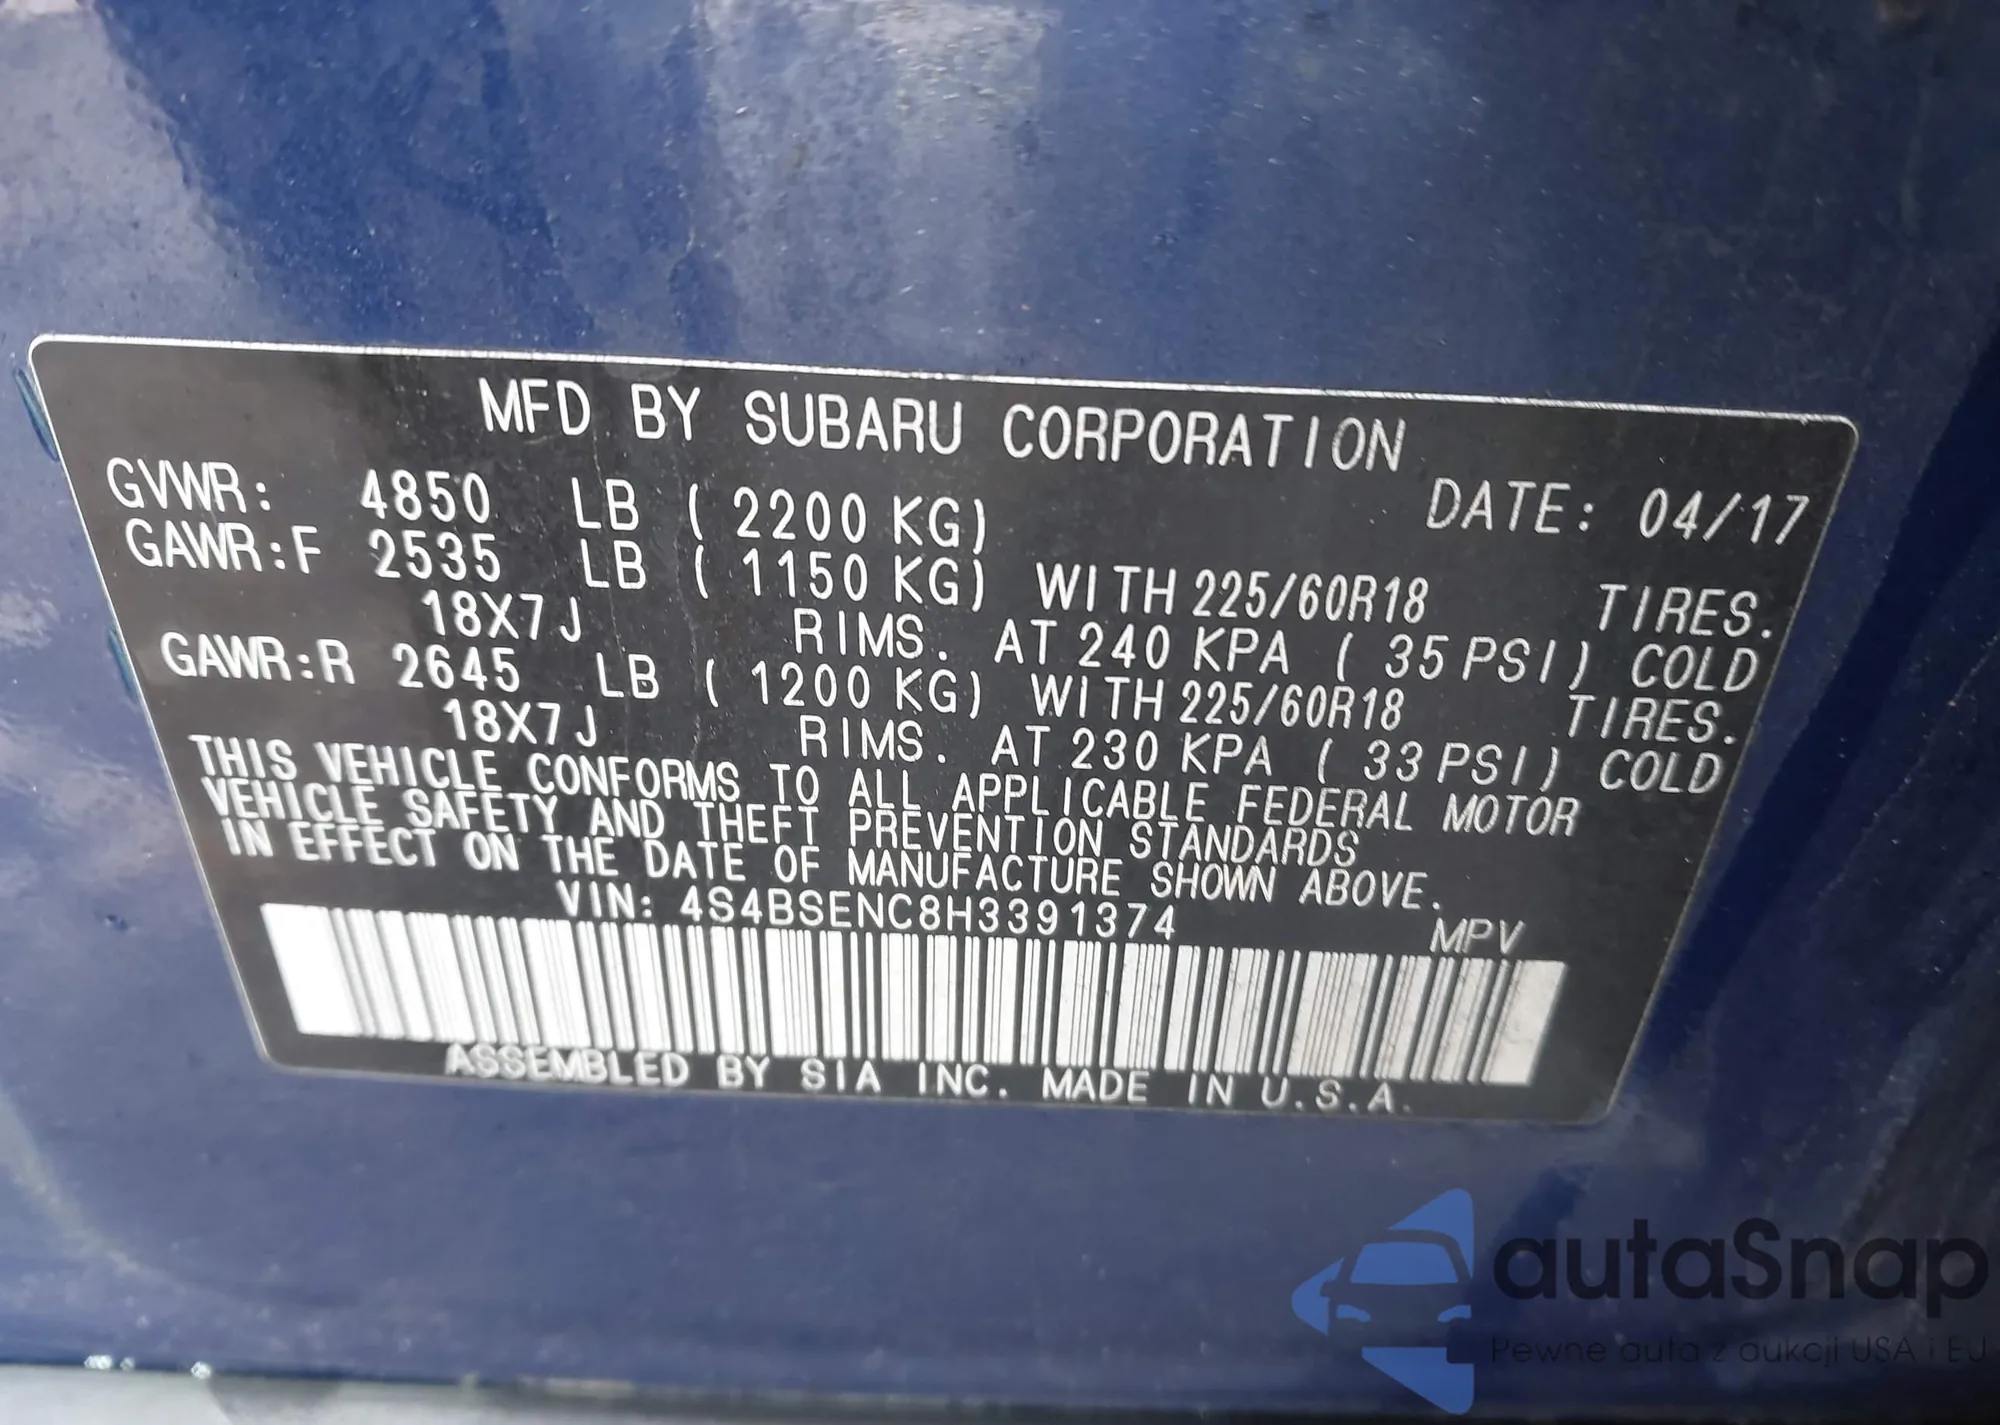 MFD BY SUBARU CORPORATION
GVWR: 4850 LB ( 2200 KG) DATE: 04/17
GAWR:F 2535 LB ( 1150 KG) WITH 225/60R18 TIRES.
18X7J RIMS. AT 240 KPA ( 35 PSI) COLD
GAWR:R 2645 LB ( 1200 KG) WITH 225/60R18 TIRES.
18X7J RIMS. AT 230 KPA ( 33 PSI) COLD
THIS VEHICLE CONFORMS TO ALL APPLICABLE FEDERAL MOTOR
VEHICLE SAFETY AND THEFT PREVENTION STANDARDS
IN EFFECT ON THE DATE OF MANUFACTURE SHOWN ABOVE.
VIN: 4S4BSENC8H3391374 MPV
ASSEMBLED BY SIA INC. MADE IN U.S.A.
autaSnap
Pewne auta z aukcji USA i EU